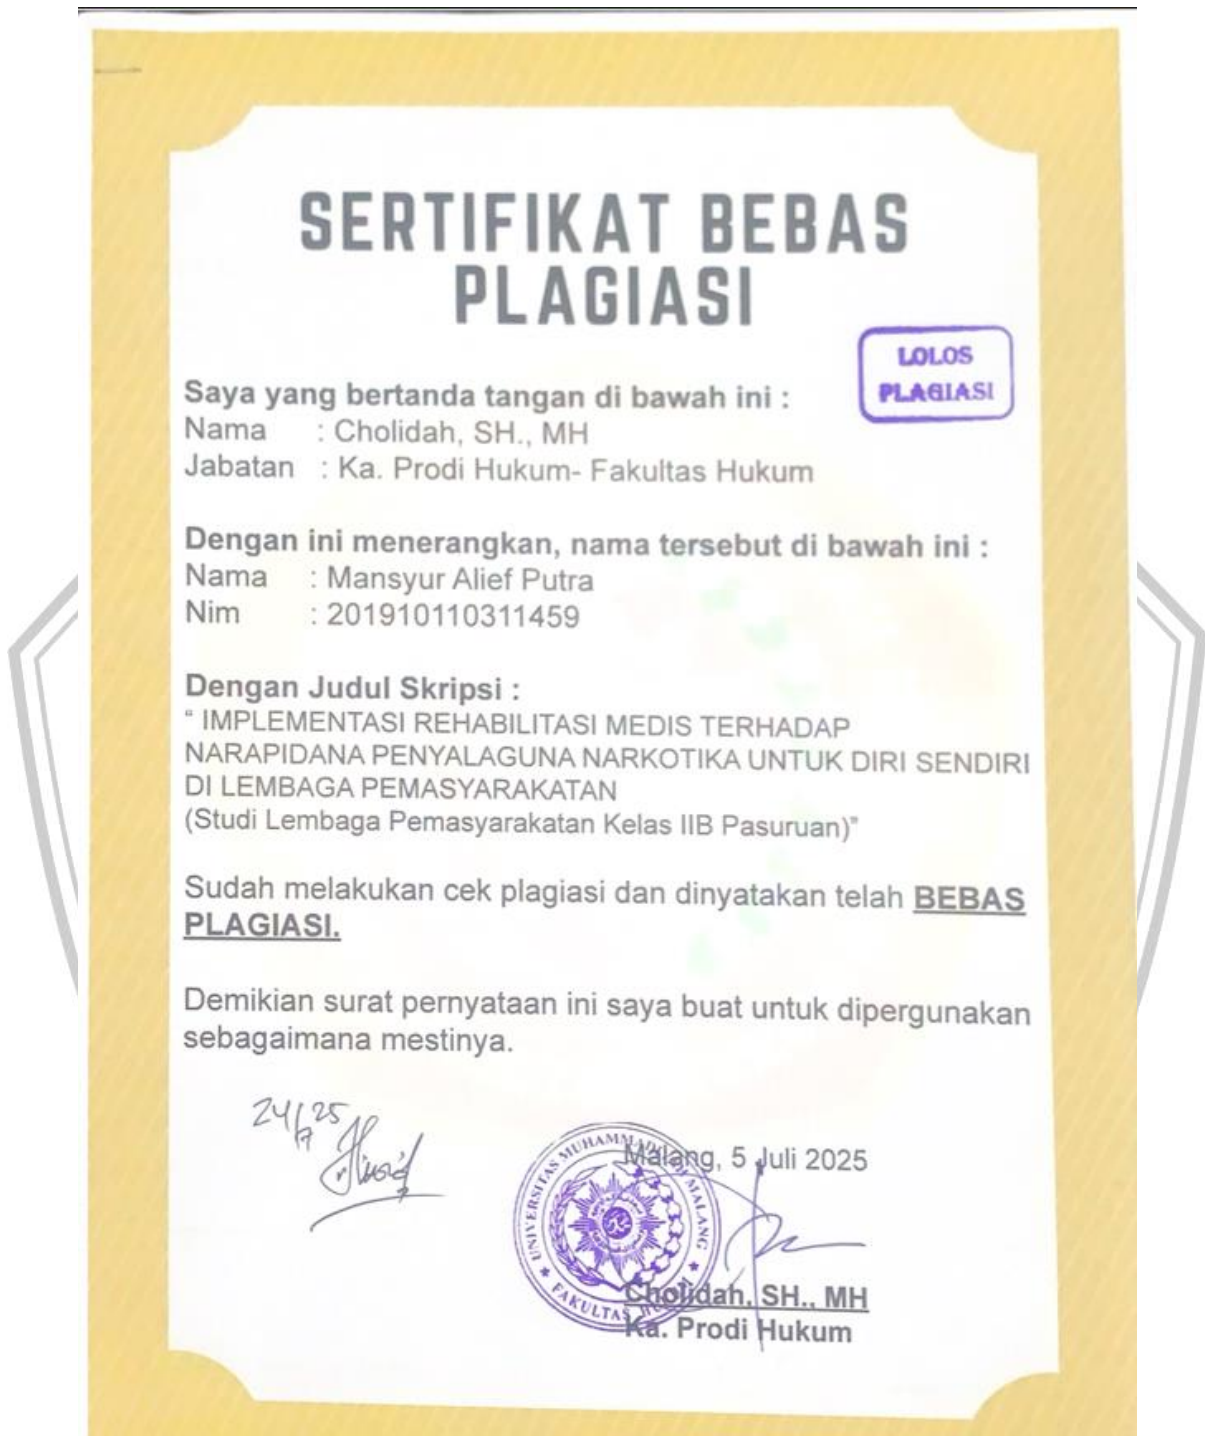 SERTIFIKAT BEBAS
PLAGIASI
LOLOS
PLAGIASI
Saya yang bertanda tangan di bawah ini :
Nama : Cholidah, SH., MH
Jabatan : Ka. Prodi Hukum- Fakultas Hukum
Dengan ini menerangkan, nama tersebut di bawah ini :
Nama : Mansyur Alief Putra
Nim : 201910110311459
Dengan Judul Skripsi :
“ IMPLEMENTASI REHABILITASI MEDIS TERHADAP
NARAPIDANA PENYALAGUNA NARKOTIKA UNTUK DIRI SENDIRI
DI LEMBAGA PEMASYARAKATAN
(Studi Lembaga Pemasyarakatan Kelas IIB Pasuruan)”
Sudah melakukan cek plagiasi dan dinyatakan telah BEBAS
PLAGIASI.
Demikian surat pernyataan ini saya buat untuk dipergunakan
sebagaimana mestinya.
24/7 25
Malang, 5 Juli 2025
UNIVERSITAS MUHAMMADIYAH MALANG
FAKULTAS HUKUM
Cholidah, SH., MH
Ka. Prodi Hukum